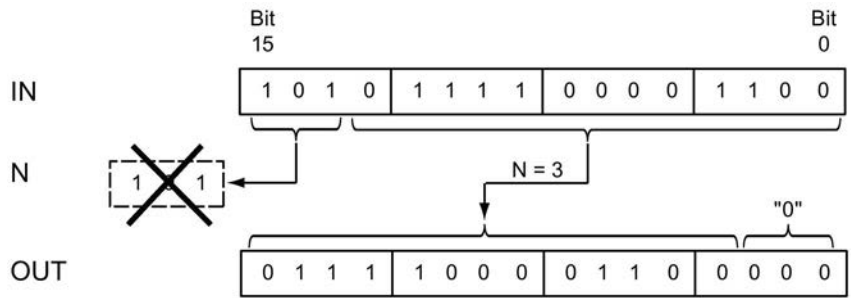 Bit Bit
15 0
IN 1 0 1 0 1 1 1 1 0 0 0 0 1 1 0 0
N 1 1 N = 3
"0"
OUT 0 1 1 1 1 0 0 0 0 1 1 0 0 0 0 0